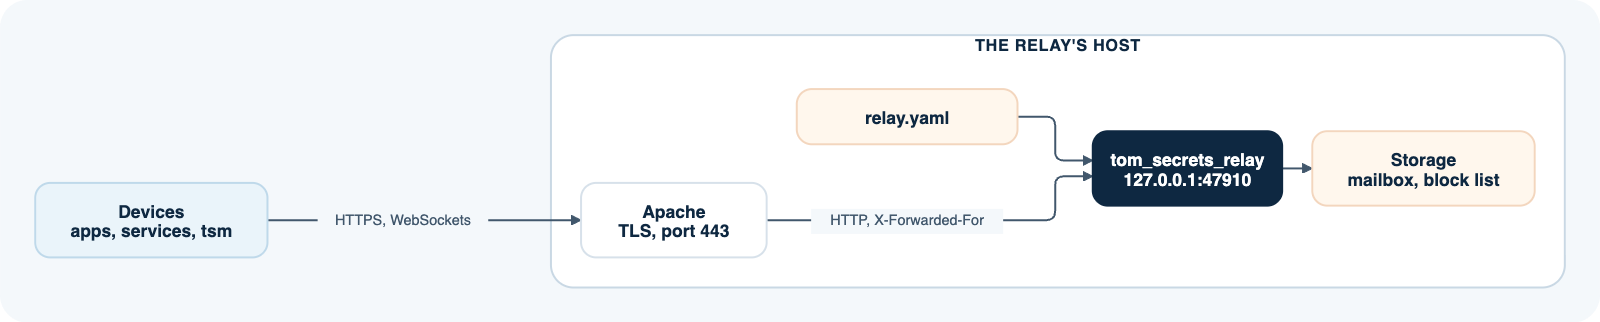 THE RELAY'S HOST
relay.yaml
tom_secrets_relay
127.0.0.1:47910
Storage
mailbox, block list
Devices
apps, services, tsm
HTTPS, WebSockets
Apache
TLS, port 443
HTTP, X-Forwarded-For